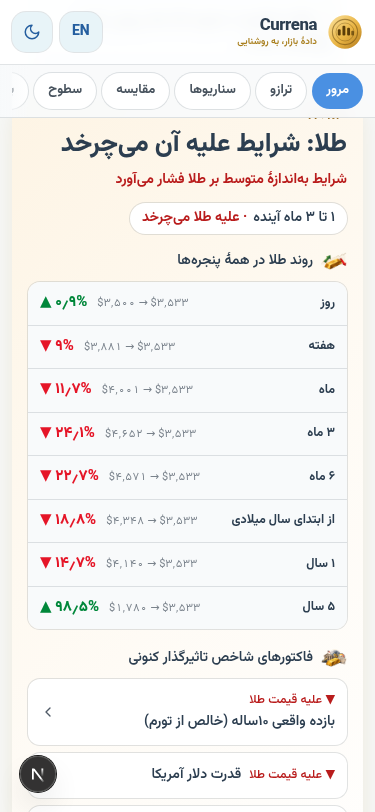 Currena
دادهٔ بازار، به روشنایی
EN
مرور
ترازو
سناریوها
مقایسه
سطوح
طلا: شرایط علیه آن می‌چرخد
شرایط به‌اندازهٔ متوسط بر طلا فشار می‌آورد
۱ تا ۳ ماه آینده · علیه طلا می‌چرخد
روند طلا در همهٔ پنجره‌ها
روز $۳,۵۰۰ → $۳,۵۳۳ ▲ ۰٫۹%
هفته $۳,۸۸۱ → $۳,۵۳۳ ▼ ۹%
ماه $۴,۰۰۱ → $۳,۵۳۳ ▼ ۱۱٫۷%
۳ ماه $۴,۶۵۲ → $۳,۵۳۳ ▼ ۲۴٫۱%
۶ ماه $۴,۵۷۱ → $۳,۵۳۳ ▼ ۲۲٫۷%
از ابتدای سال میلادی $۴,۳۴۸ → $۳,۵۳۳ ▼ ۱۸٫۸%
۱ سال $۴,۱۴۰ → $۳,۵۳۳ ▼ ۱۴٫۷%
۵ سال $۱,۷۸۰ → $۳,۵۳۳ ▲ ۹۸٫۵%
فاکتورهای شاخص تاثیرگذار کنونی
▼ علیه قیمت طلا
بازده واقعی ۱۰ساله (خالص از تورم)
▼ علیه قیمت طلا قدرت دلار آمریکا
N